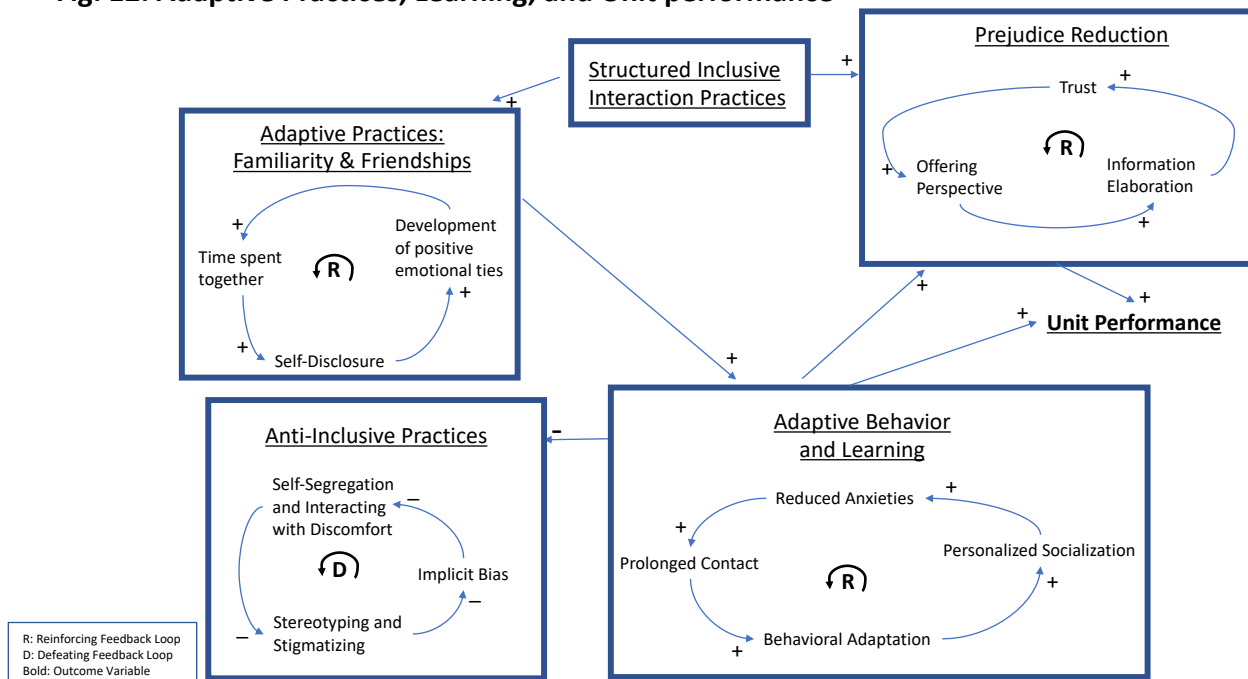 Structured Inclusive
Interaction Practices
+
+
Prejudice Reduction
Trust
+
R
+
Offering
Perspective
Information
Elaboration
+
Adaptive Practices:
Familiarity & Friendships
+
Time spent
together
R
Development
of positive
emotional ties
+
+
Self-Disclosure
+
+
+
+
Unit Performance
Anti-Inclusive Practices
-
Self-Segregation
and Interacting
with Discomfort
–
D
Implicit Bias
–
–
Stereotyping and
Stigmatizing
Adaptive Behavior
and Learning
Reduced Anxieties
+
+
Prolonged Contact
Personalized Socialization
R
+
+
Behavioral Adaptation
R: Reinforcing Feedback Loop
D: Defeating Feedback Loop
Bold: Outcome Variable